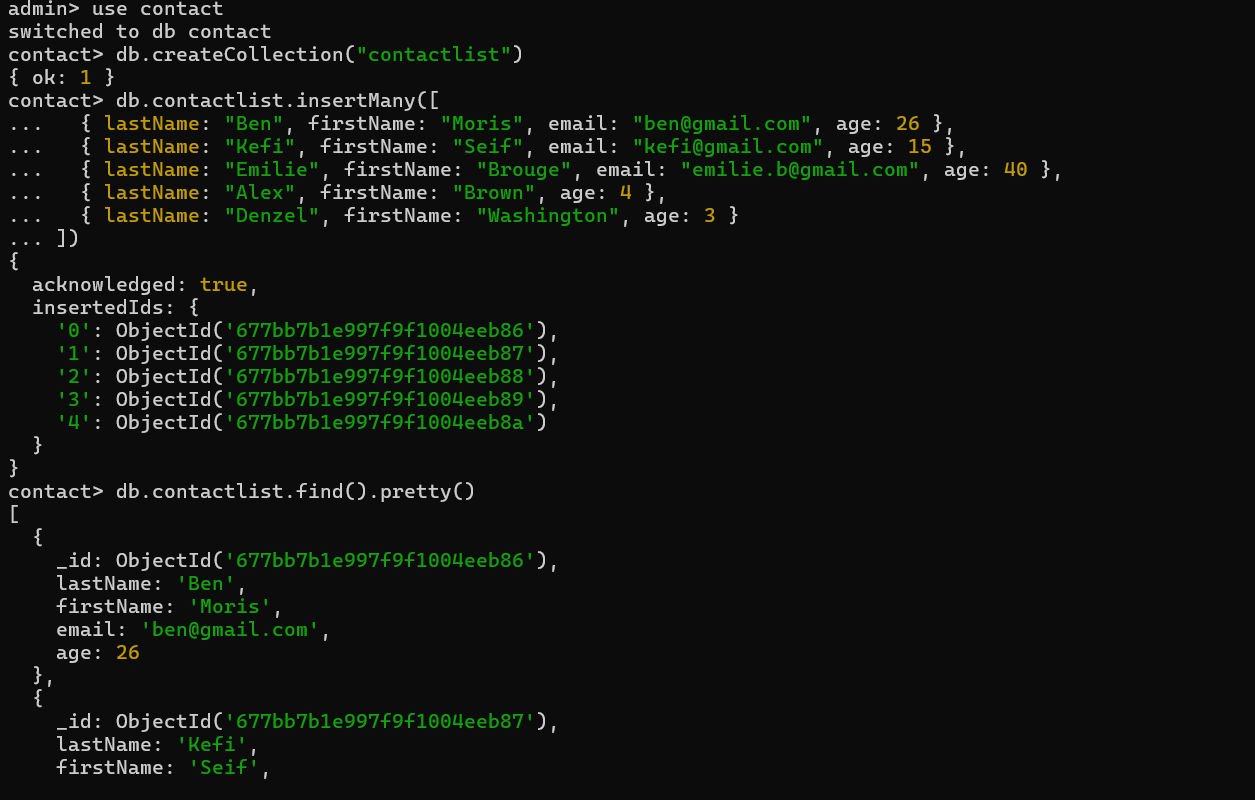 admin> use contact
switched to db contact
contact> db.createCollection("contactlist")
{ ok: 1 }
contact> db.contactlist.insertMany([
...   { lastName: "Ben", firstName: "Moris", email: "ben@gmail.com", age: 26 },
...   { lastName: "Kefi", firstName: "Seif", email: "kefi@gmail.com", age: 15 },
...   { lastName: "Emilie", firstName: "Brouge", email: "emilie.b@gmail.com", age: 40 },
...   { lastName: "Alex", firstName: "Brown", age: 4 },
...   { lastName: "Denzel", firstName: "Washington", age: 3 }
... ])
{
  acknowledged: true,
  insertedIds: {
    '0': ObjectId('677bb7b1e997f9f1004eeb86'),
    '1': ObjectId('677bb7b1e997f9f1004eeb87'),
    '2': ObjectId('677bb7b1e997f9f1004eeb88'),
    '3': ObjectId('677bb7b1e997f9f1004eeb89'),
    '4': ObjectId('677bb7b1e997f9f1004eeb8a')
  }
}
contact> db.contactlist.find().pretty()
[
  {
    _id: ObjectId('677bb7b1e997f9f1004eeb86'),
    lastName: 'Ben',
    firstName: 'Moris',
    email: 'ben@gmail.com',
    age: 26
  },
  {
    _id: ObjectId('677bb7b1e997f9f1004eeb87'),
    lastName: 'Kefi',
    firstName: 'Seif',